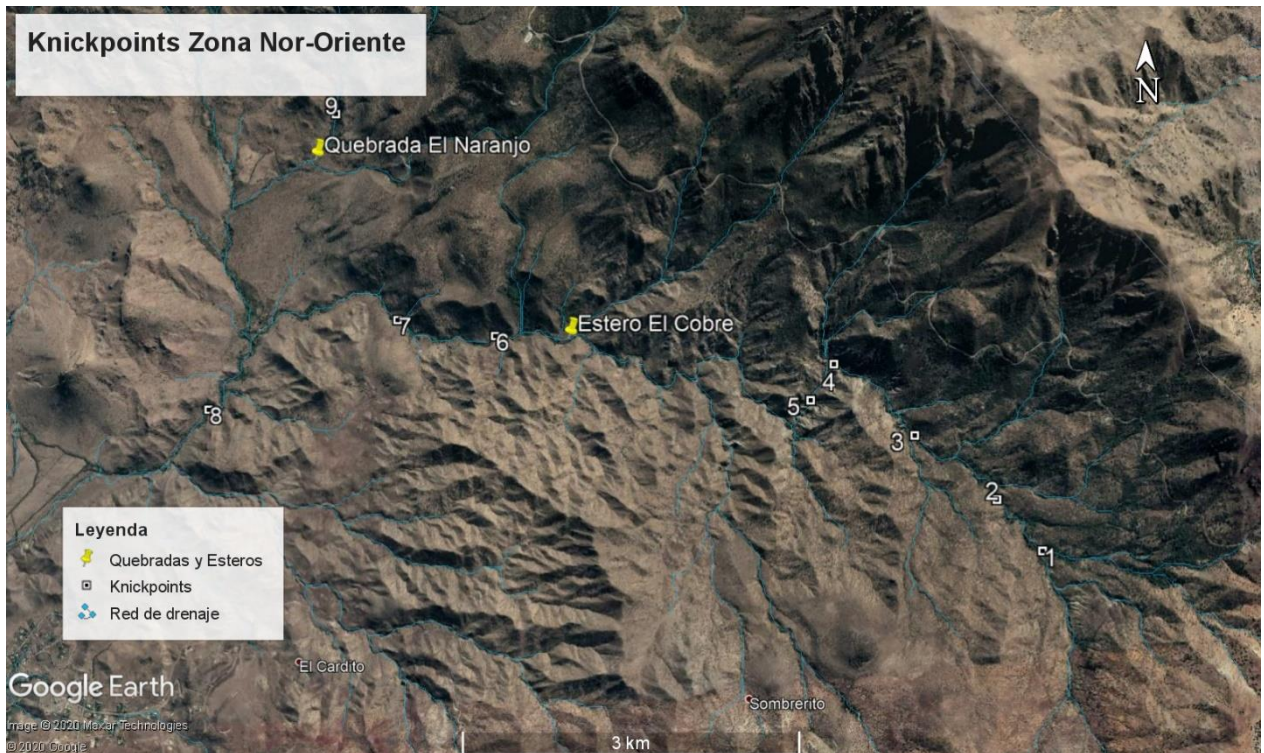 Knickpoints Zona Nor-Oriente
N
9
Quebrada El Naranjo
7
6
Estero El Cobre
4
5
8
3
2
1
Leyenda
Quebradas y Esteros
Knickpoints
Red de drenaje
El Cardito
Google Earth
Sombrerito
Image © 2020 Maxar Technologies
© 2020 Google
3 km